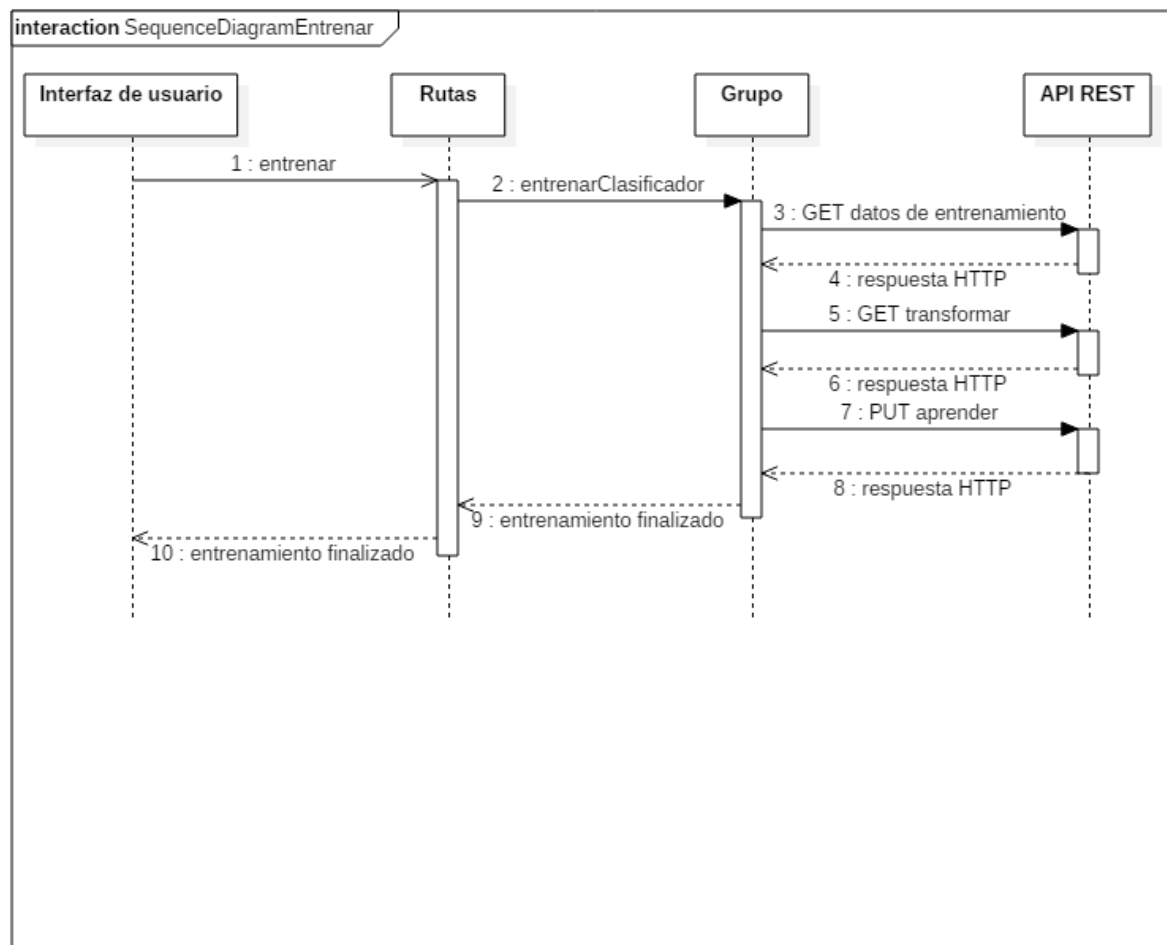 interaction SequenceDiagramEntrenar
Interfaz de usuario
Rutas
Grupo
API REST
1 : entrenar
2 : entrenarClasificador
3 : GET datos de entrenamiento
4 : respuesta HTTP
5 : GET transformar
6 : respuesta HTTP
7 : PUT aprender
8 : respuesta HTTP
9 : entrenamiento finalizado
10 : entrenamiento finalizado